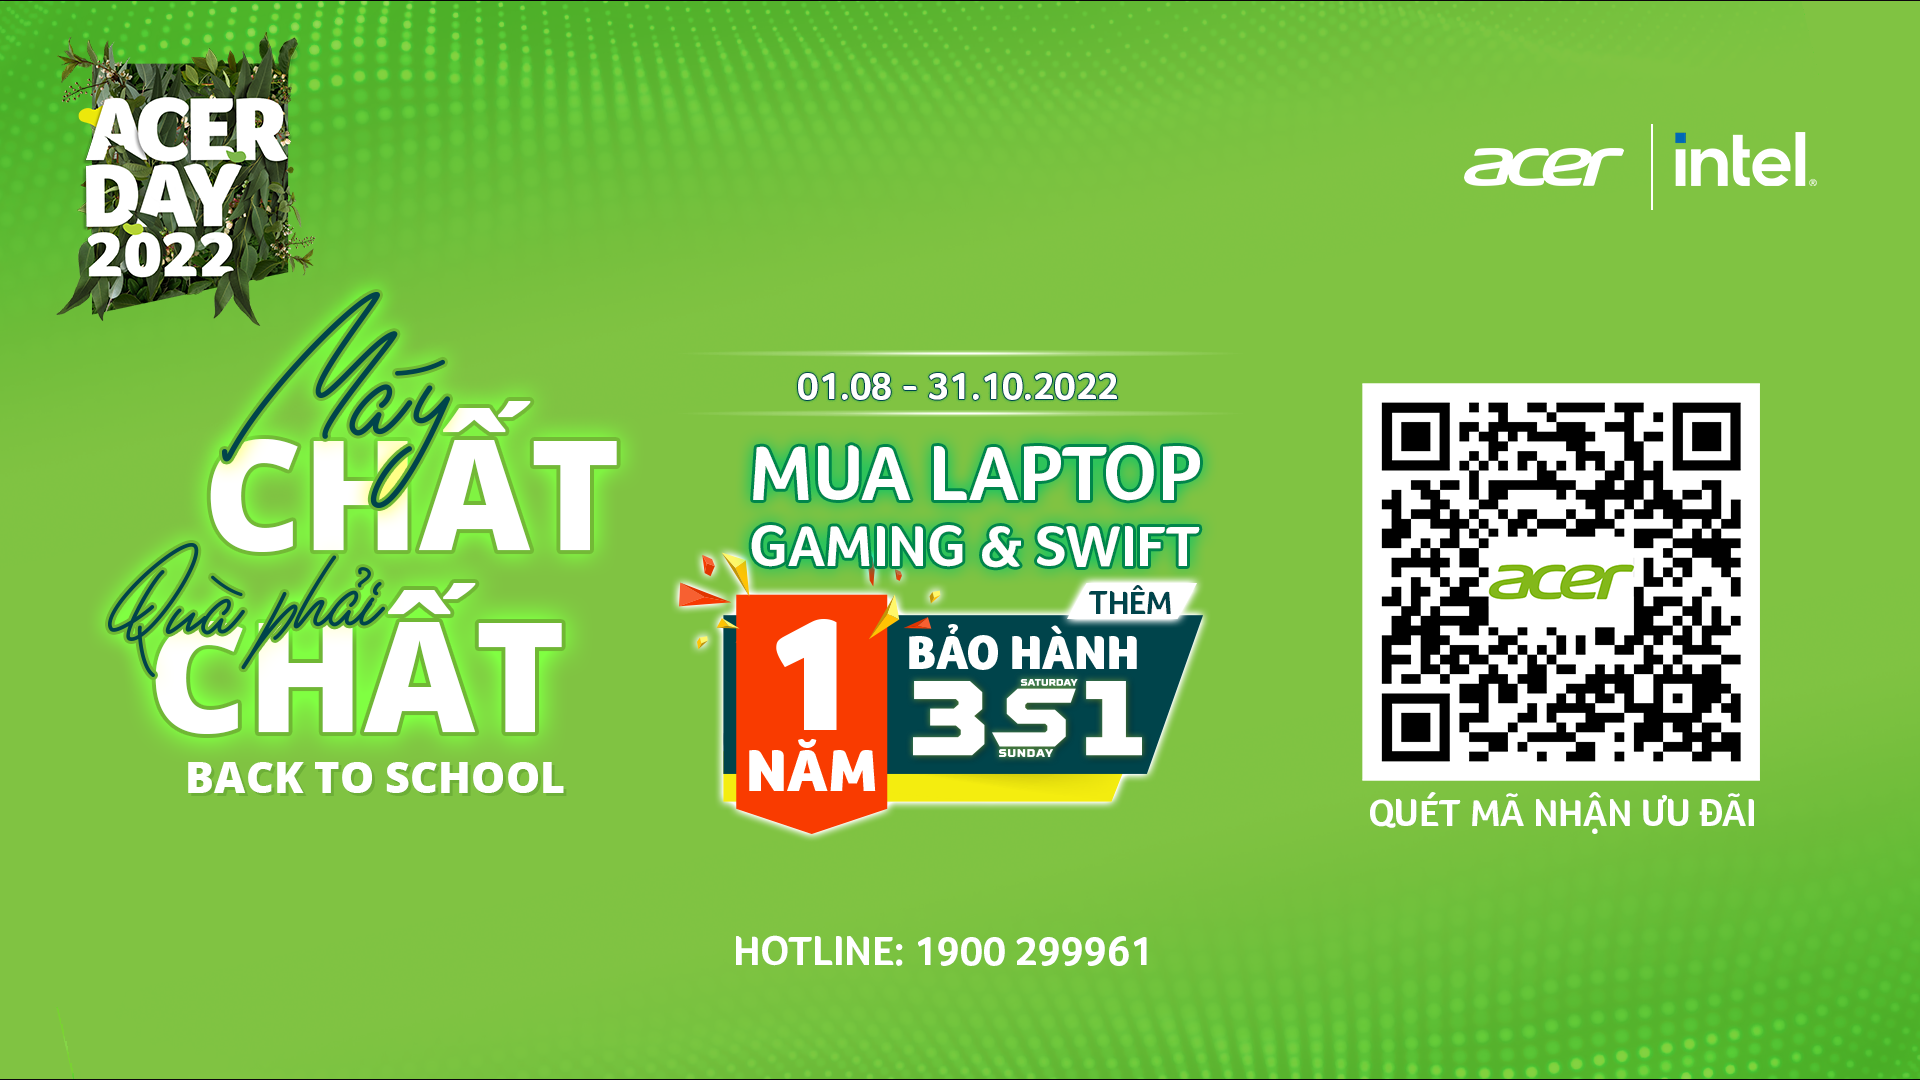 ACER
DAY
2022
acer | intel®
Máy
CHẤT
Quà phải
CHẤT
BACK TO SCHOOL
01.08 - 31.10.2022
MUA LAPTOP
GAMING & SWIFT
THÊM
1
NĂM
BẢO HÀNH
SATURDAY
3S1
SUNDAY
acer
QUÉT MÃ NHẬN ƯU ĐÃI
HOTLINE: 1900 299961